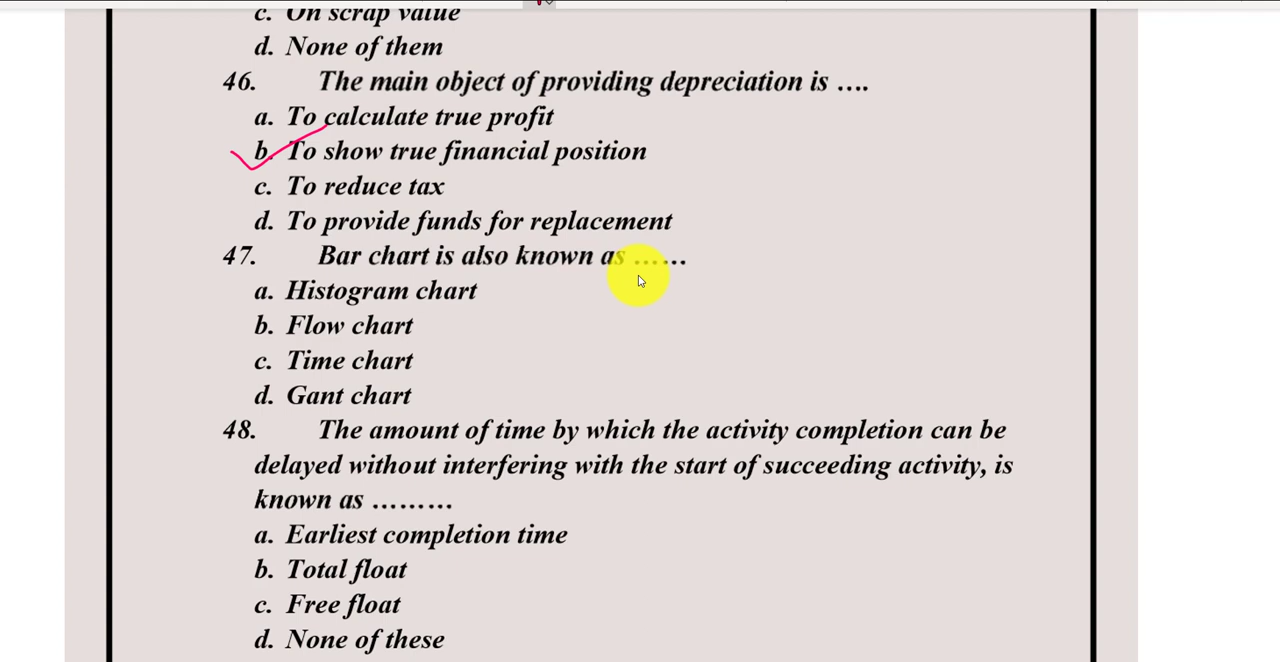 c. On scrap value
d. None of them
46. The main object of providing depreciation is ....
a. To calculate true profit
b. To show true financial position
c. To reduce tax
d. To provide funds for replacement
47. Bar chart is also known as ......
a. Histogram chart
b. Flow chart
c. Time chart
d. Gant chart
48. The amount of time by which the activity completion can be
delayed without interfering with the start of succeeding activity, is
known as .........
a. Earliest completion time
b. Total float
c. Free float
d. None of these